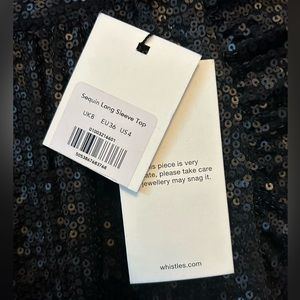 Sequin Long Sleeve Top
UK8 EU36 US4
is piece is very
ate, please take care
jewellery may snag it.
whistles.com